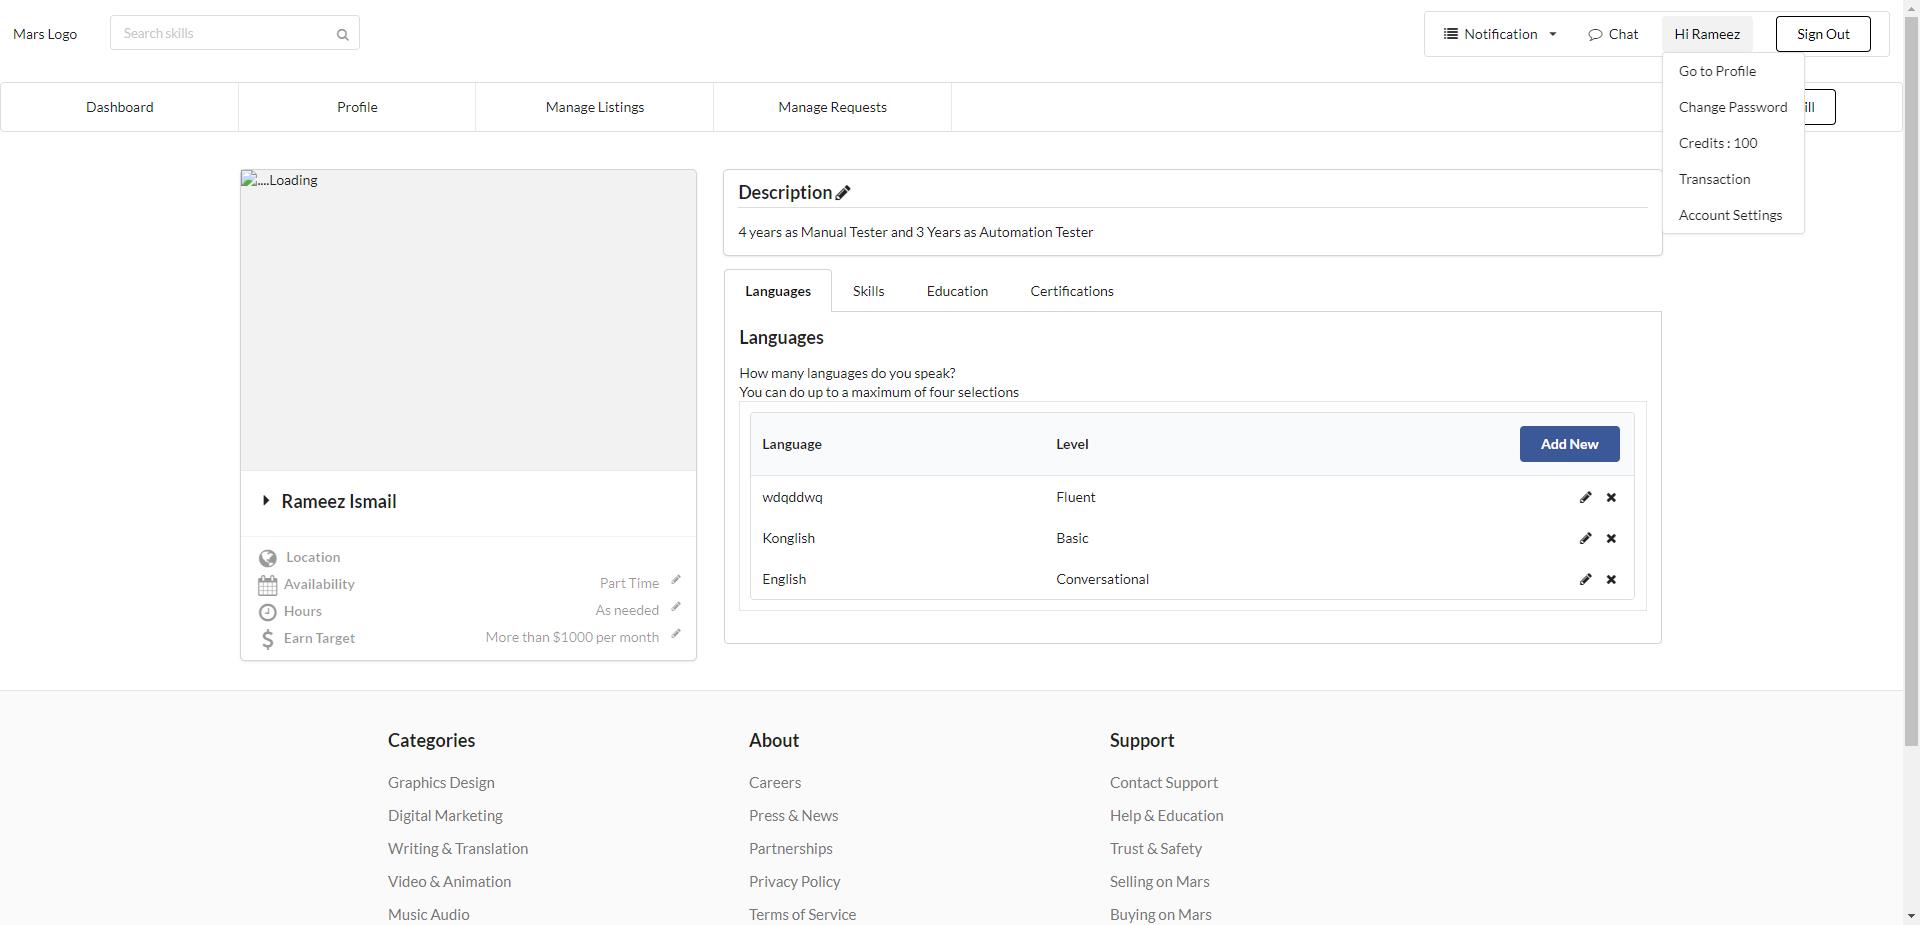 Mars Logo
Search skills
Notification
Chat
Hi Rameez
Sign Out
Go to Profile
Change Password
Credits : 100
Transaction
Account Settings
Dashboard
Profile
Manage Listings
Manage Requests
ill
....Loading
Rameez Ismail
Location
Availability Part Time
Hours As needed
Earn Target More than $1000 per month
Description
4 years as Manual Tester and 3 Years as Automation Tester
Languages Skills Education Certifications
Languages
How many languages do you speak?
You can do up to a maximum of four selections
Language Level Add New
wdqddwq Fluent
Konglish Basic
English Conversational
Categories
Graphics Design
Digital Marketing
Writing & Translation
Video & Animation
Music Audio
About
Careers
Press & News
Partnerships
Privacy Policy
Terms of Service
Support
Contact Support
Help & Education
Trust & Safety
Selling on Mars
Buying on Mars